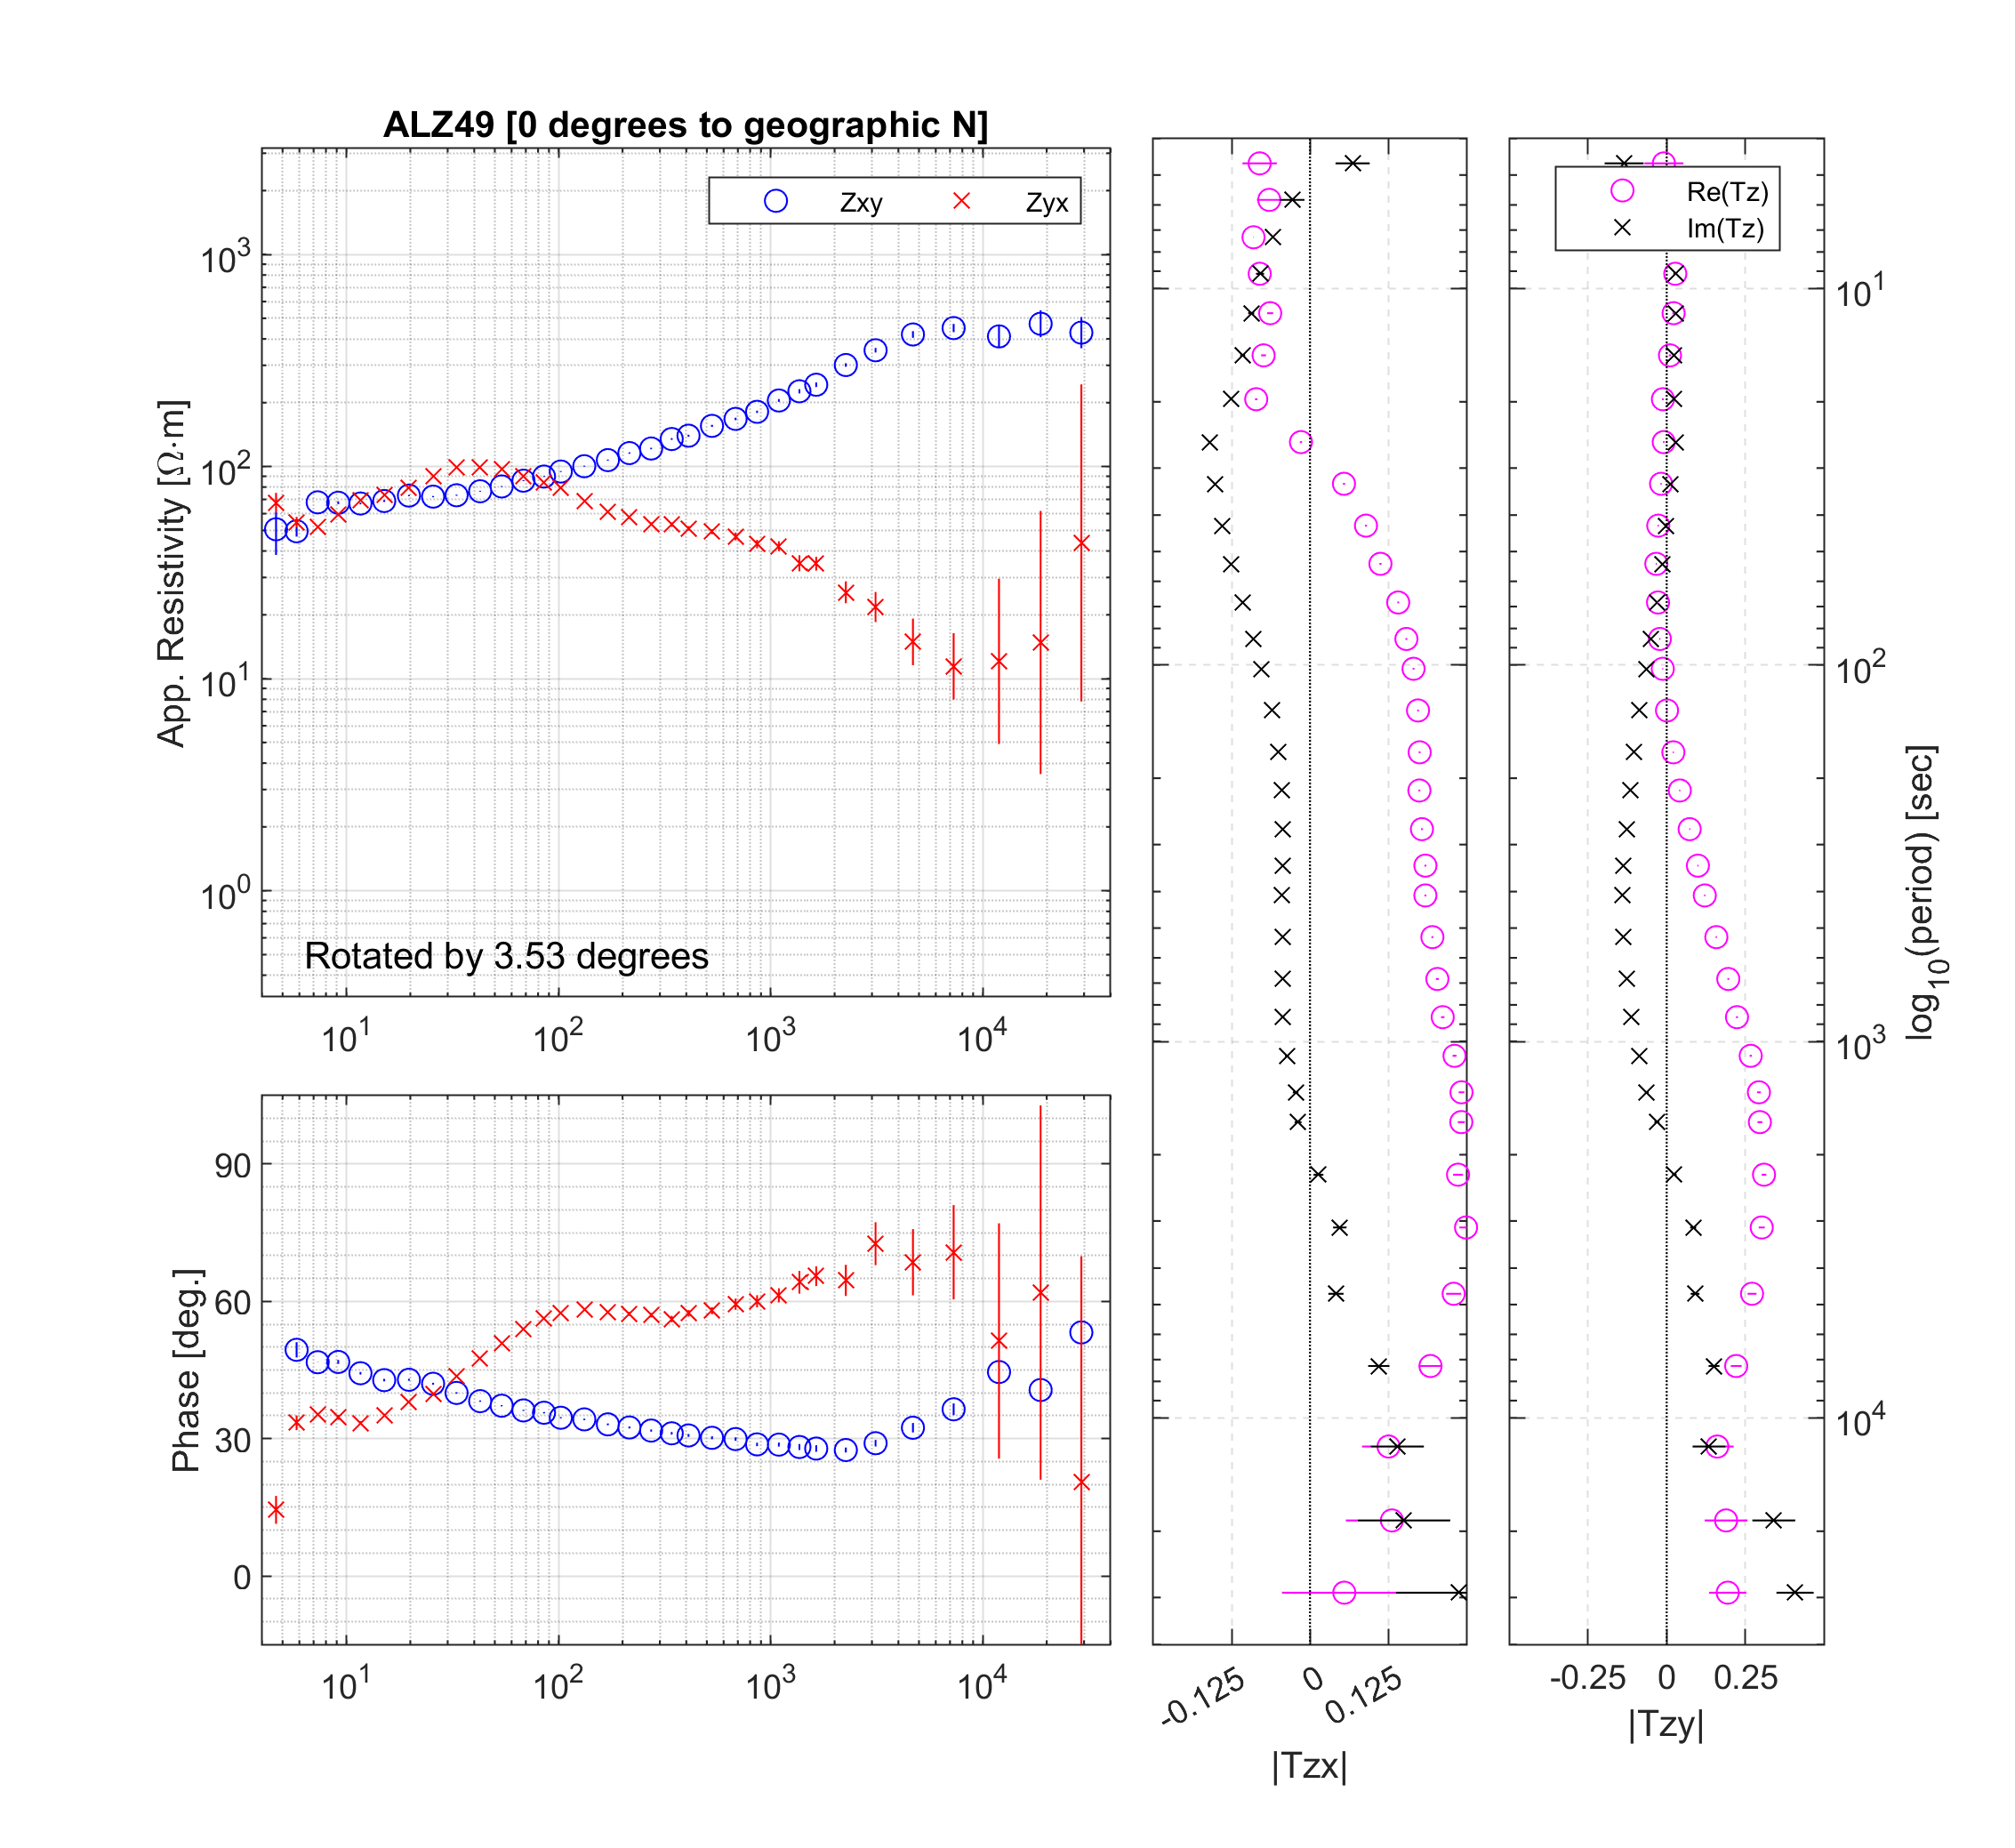 ALZ49 [0 degrees to geographic N]
Zxy Zyx
App. Resistivity [Ω·m]
10^3
10^2
10^1
10^0
Rotated by 3.53 degrees
10^1 10^2 10^3 10^4
Phase [deg.]
90
60
30
0
10^1 10^2 10^3 10^4
-0.125 0 0.125
|Tzx|
Re(Tz)
Im(Tz)
-0.25 0 0.25
|Tzy|
10^1
10^2
10^3
10^4
log10(period) [sec]